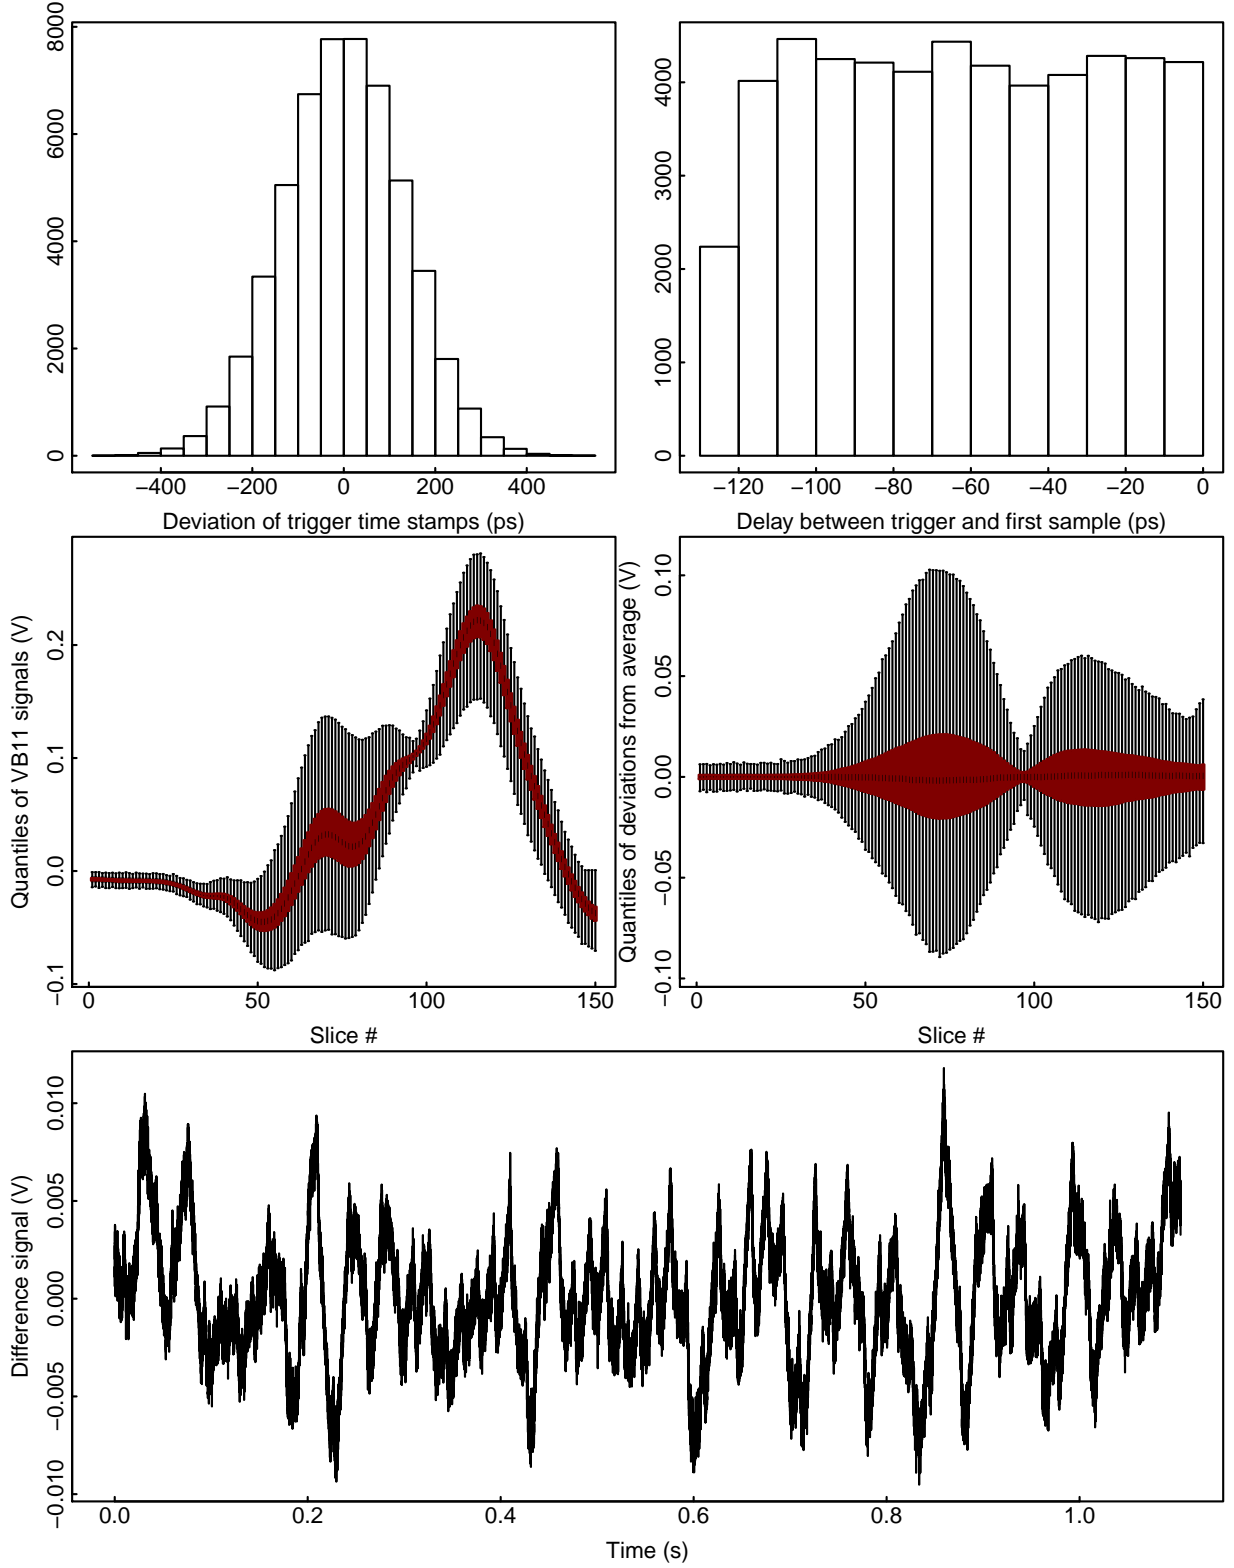 0 2000 4000 6000 8000
−400 −200 0 200 400
Deviation of trigger time stamps (ps)
0 1000 2000 3000 4000
−120 −100 −80 −60 −40 −20 0
Delay between trigger and first sample (ps)
Quantiles of VB11 signals (V)
−0.1 0.0 0.1 0.2
0 50 100 150
Slice #
Quantiles of deviations from average (V)
−0.10 −0.05 0.00 0.05 0.10
0 50 100 150
Slice #
Difference signal (V)
−0.010 −0.005 0.000 0.005 0.010
0.0 0.2 0.4 0.6 0.8 1.0
Time (s)